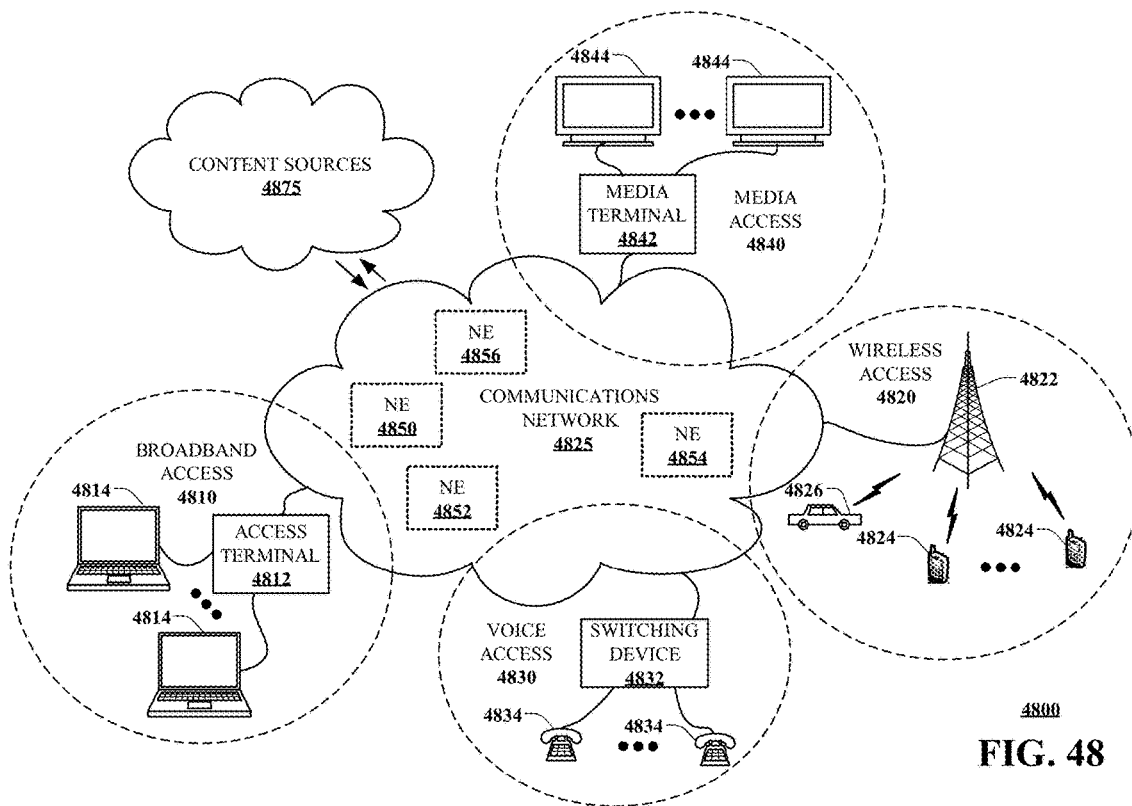 4844
4844
CONTENT SOURCES
4875
MEDIA
TERMINAL
4842
MEDIA
ACCESS
4840
NE
4856
WIRELESS
ACCESS
4820
4822
COMMUNICATIONS
NETWORK
4825
NE
4850
NE
4854
BROADBAND
ACCESS
4810
4814
NE
4852
4826
4824
4824
ACCESS
TERMINAL
4812
4814
VOICE
ACCESS
4830
SWITCHING
DEVICE
4832
4834
4834
4800
FIG. 48